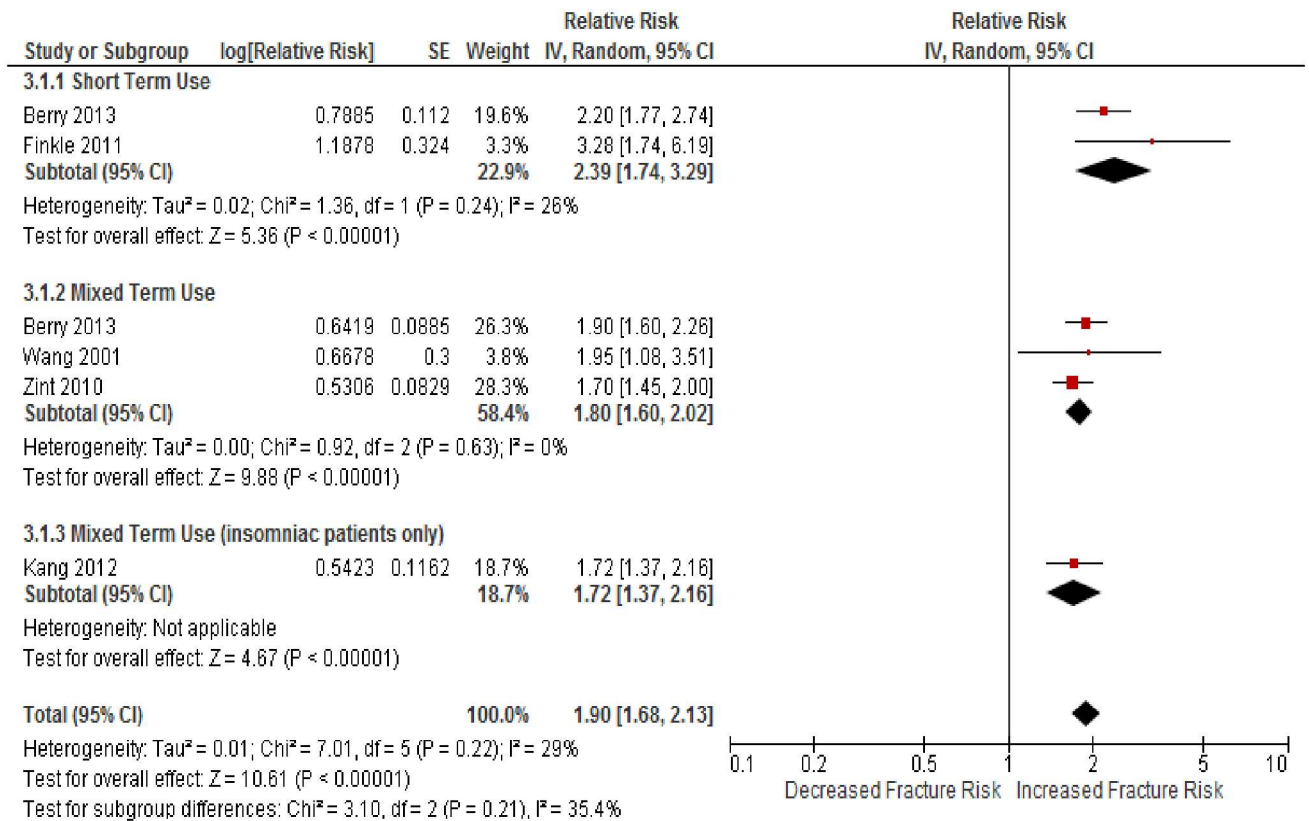 Relative Risk Relative Risk
Study or Subgroup log[Relative Risk] SE Weight IV, Random, 95% CI IV, Random, 95% CI
3.1.1 Short Term Use
Berry 2013 0.7885 0.112 19.6% 2.20 [1.77, 2.74]
Finkle 2011 1.1878 0.324 3.3% 3.28 [1.74, 6.19]
Subtotal (95% CI) 22.9% 2.39 [1.74, 3.29]
Heterogeneity: Tau² = 0.02; Chi² = 1.36, df = 1 (P = 0.24); I² = 26%
Test for overall effect: Z = 5.36 (P < 0.00001)
3.1.2 Mixed Term Use
Berry 2013 0.6419 0.0885 26.3% 1.90 [1.60, 2.26]
Wang 2001 0.6678 0.3 3.8% 1.95 [1.08, 3.51]
Zint 2010 0.5306 0.0829 28.3% 1.70 [1.45, 2.00]
Subtotal (95% CI) 58.4% 1.80 [1.60, 2.02]
Heterogeneity: Tau² = 0.00; Chi² = 0.92, df = 2 (P = 0.63); I² = 0%
Test for overall effect: Z = 9.88 (P < 0.00001)
3.1.3 Mixed Term Use (insomniac patients only)
Kang 2012 0.5423 0.1162 18.7% 1.72 [1.37, 2.16]
Subtotal (95% CI) 18.7% 1.72 [1.37, 2.16]
Heterogeneity: Not applicable
Test for overall effect: Z = 4.67 (P < 0.00001)
Total (95% CI) 100.0% 1.90 [1.68, 2.13]
Heterogeneity: Tau² = 0.01; Chi² = 7.01, df = 5 (P = 0.22); I² = 29%
Test for overall effect: Z = 10.61 (P < 0.00001)
Test for subgroup differences: Chi² = 3.10, df = 2 (P = 0.21), I² = 35.4%
0.1 0.2 0.5 1 2 5 10
Decreased Fracture Risk Increased Fracture Risk